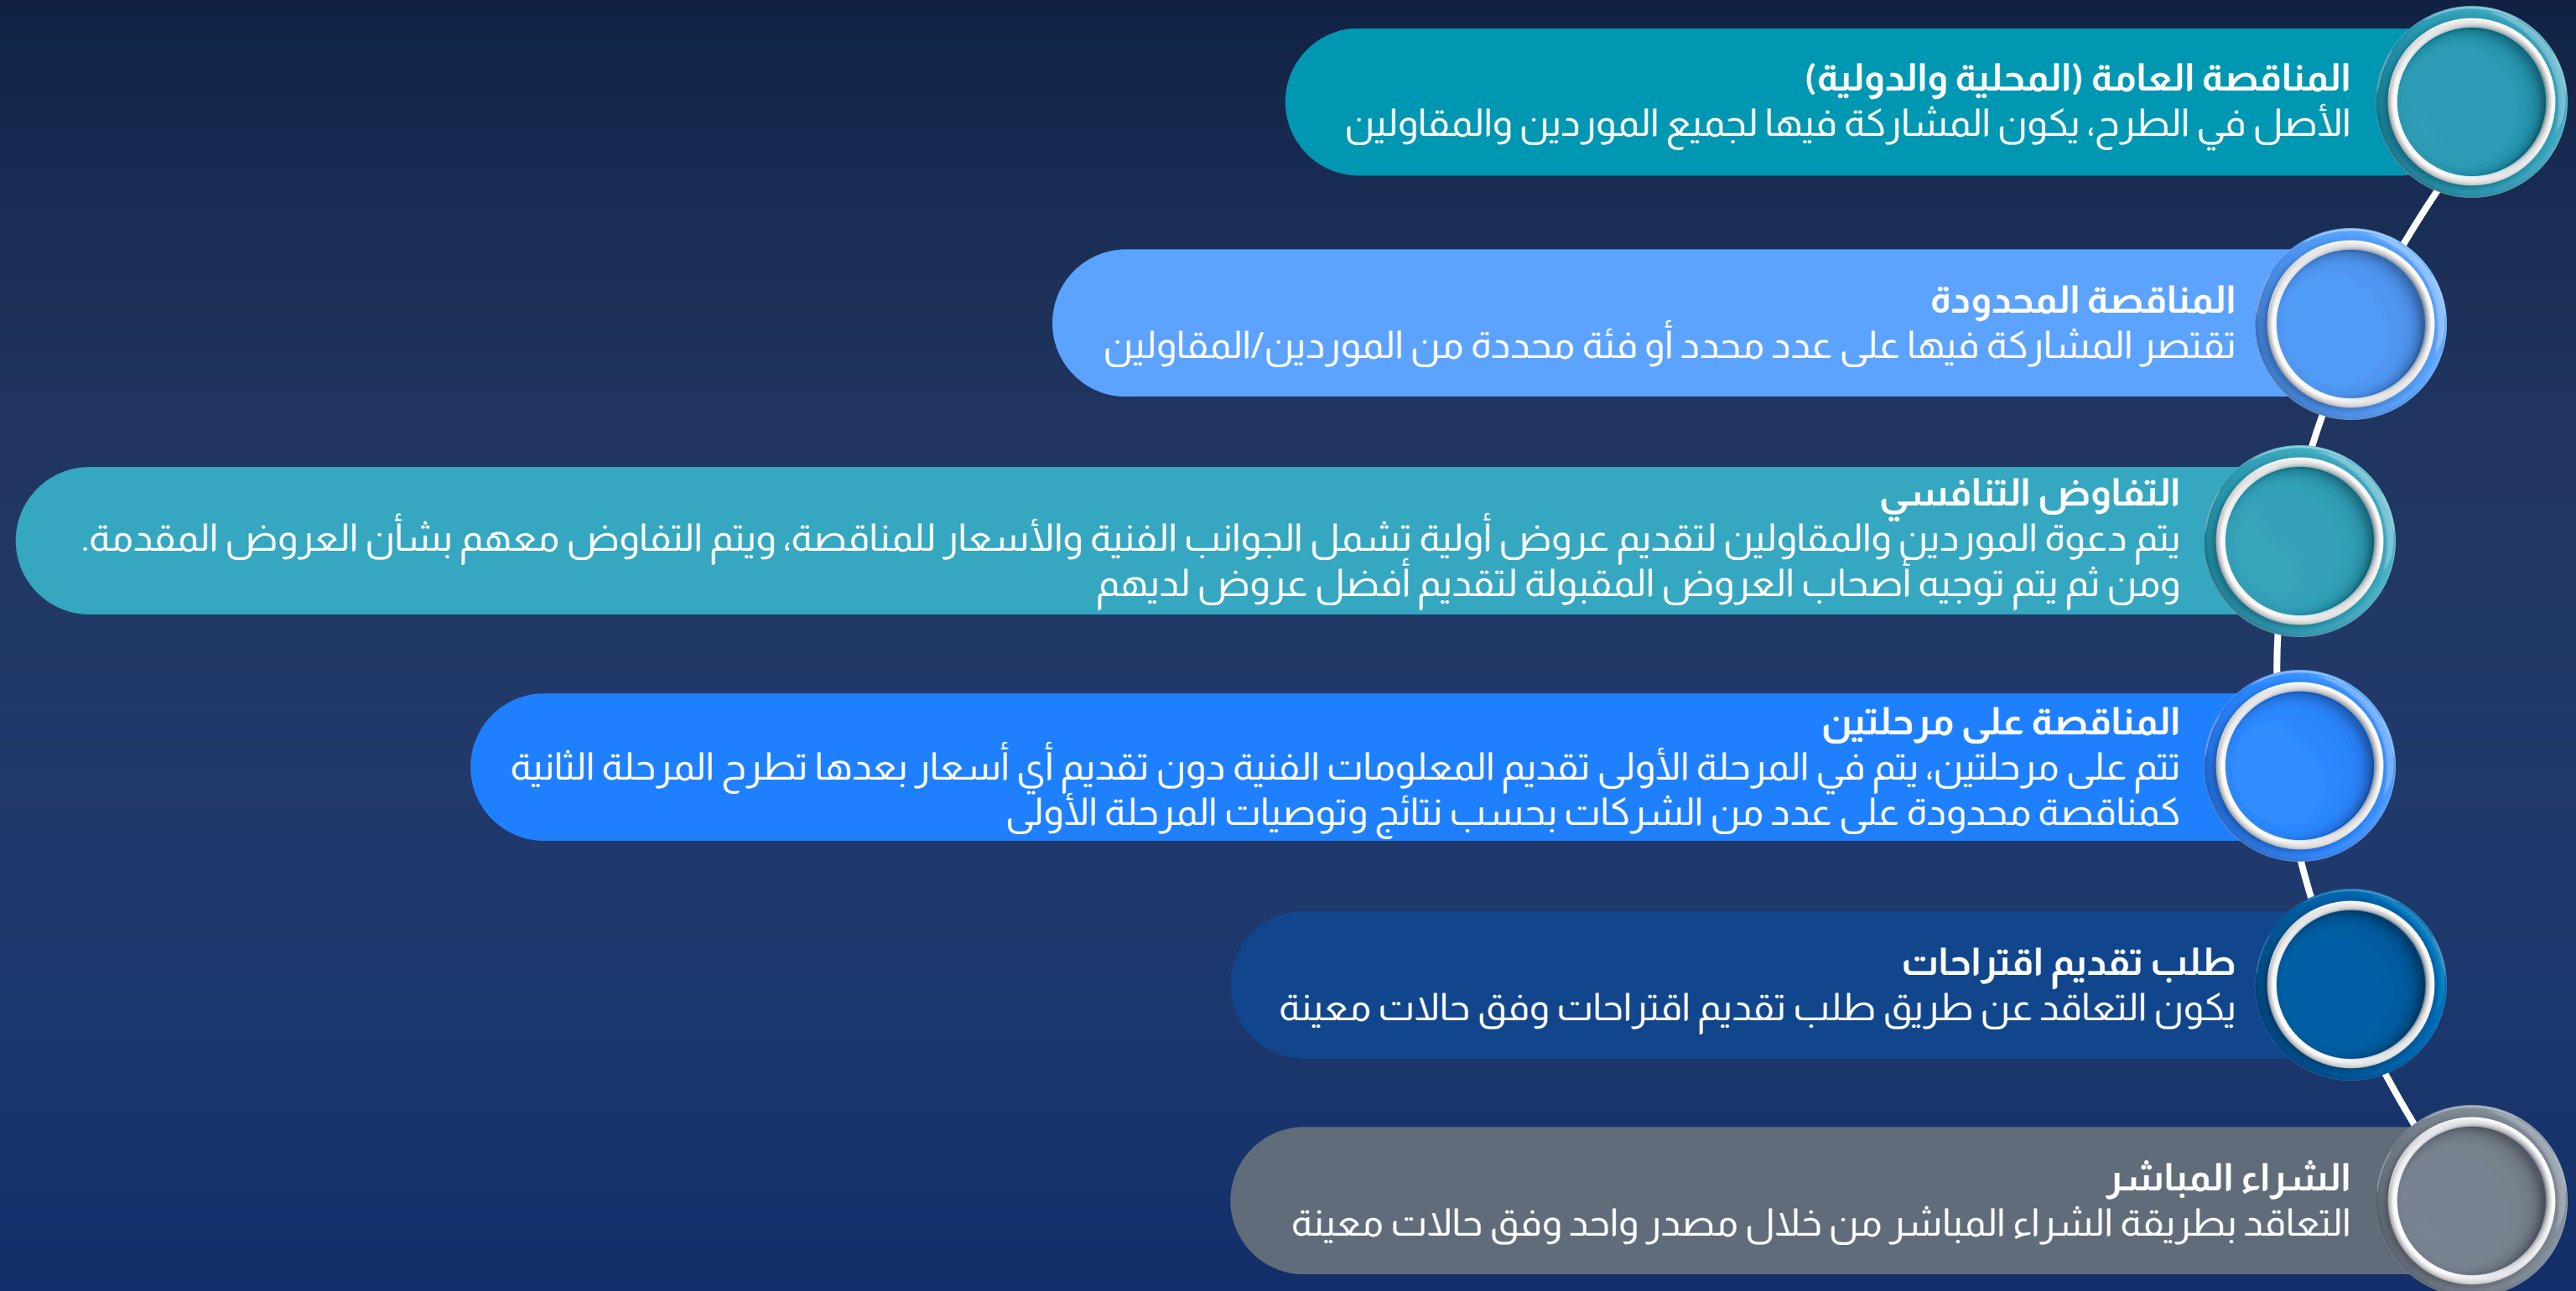 المناقصة العامة (المحلية والدولية)
الأصل في الطرح، يكون المشاركة فيها لجميع الموردين والمقاولين
المناقصة المحدودة
تقتصر المشاركة فيها على عدد محدد أو فئة محددة من الموردين/المقاولين
التفاوض التنافسي
يتم دعوة الموردين والمقاولين لتقديم عروض أولية تشمل الجوانب الفنية والأسعار للمناقصة، ويتم التفاوض معهم بشأن العروض المقدمة.
ومن ثم يتم توجيه أصحاب العروض المقبولة لتقديم أفضل عروض لديهم
المناقصة على مرحلتين
تتم على مرحلتين، يتم في المرحلة الأولى تقديم المعلومات الفنية دون تقديم أي أسعار بعدها تطرح المرحلة الثانية
كمناقصة محدودة على عدد من الشركات بحسب نتائج وتوصيات المرحلة الأولى
طلب تقديم اقتراحات
يكون التعاقد عن طريق طلب تقديم اقتراحات وفق حالات معينة
الشراء المباشر
التعاقد بطريقة الشراء المباشر من خلال مصدر واحد وفق حالات معينة